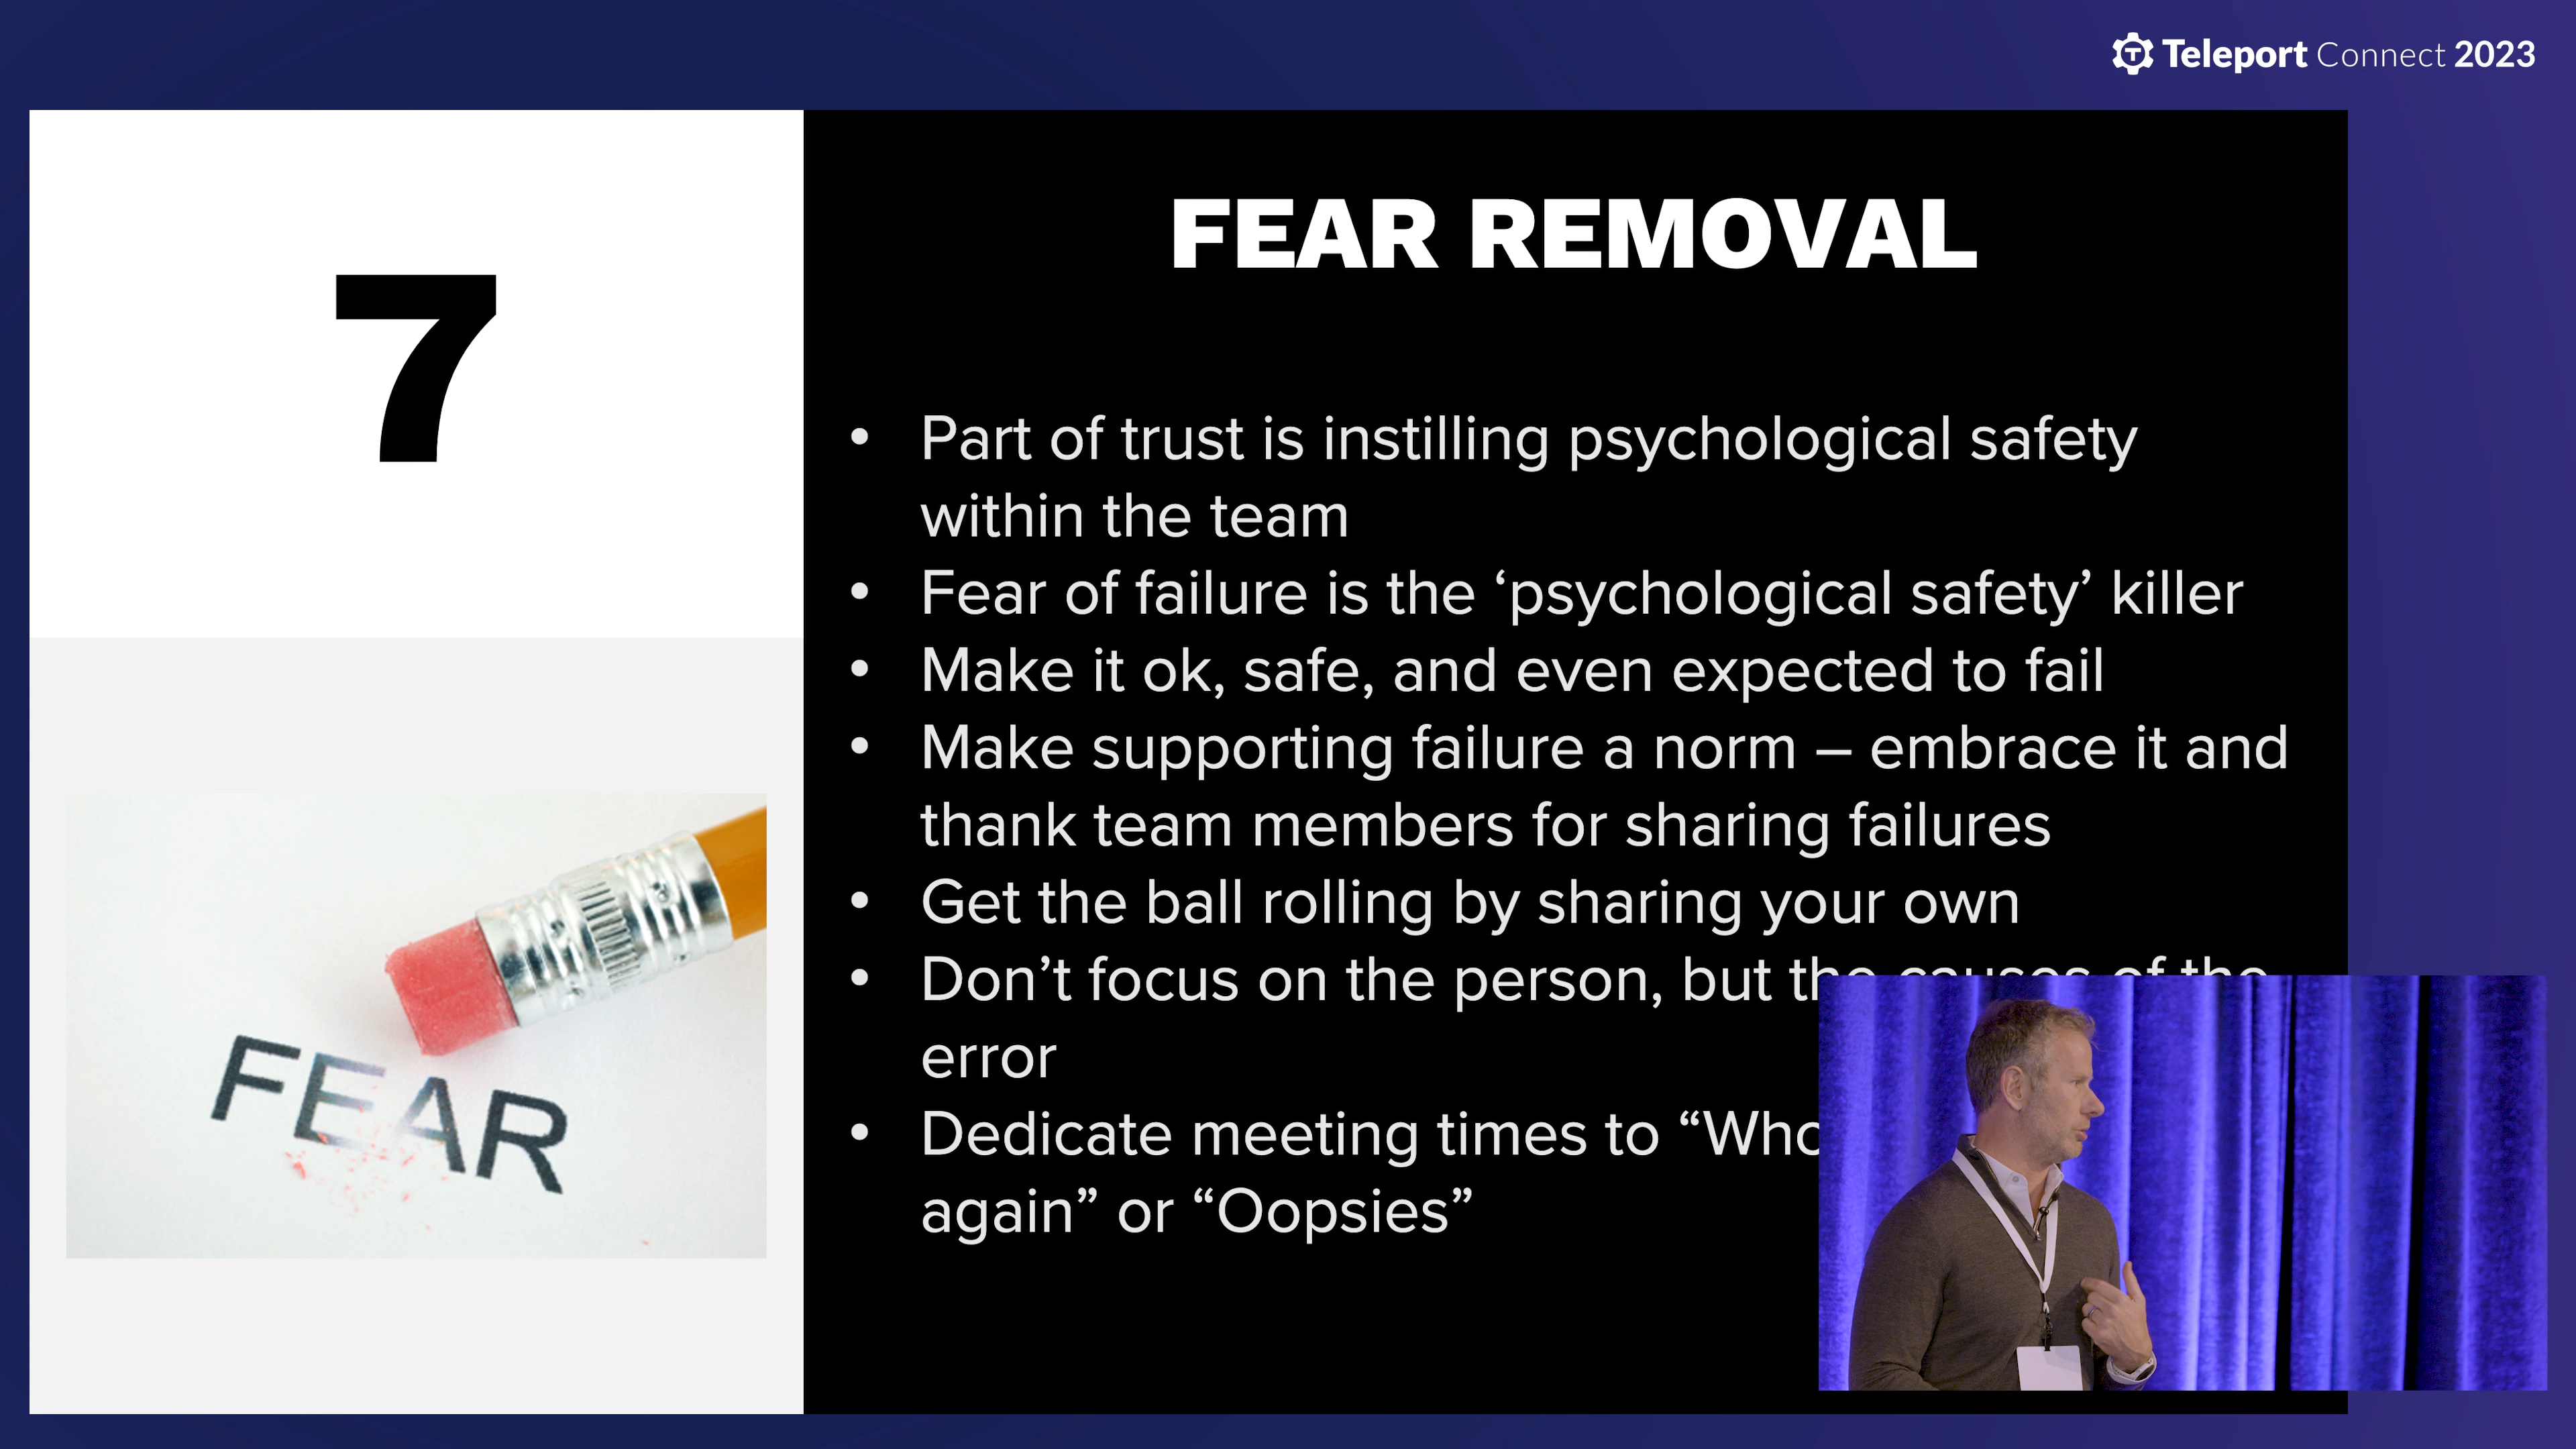 Teleport Connect 2023
7
FEAR REMOVAL
• Part of trust is instilling psychological safety
within the team
• Fear of failure is the ‘psychological safety’ killer
• Make it ok, safe, and even expected to fail
• Make supporting failure a norm – embrace it and
thank team members for sharing failures
• Get the ball rolling by sharing your own
• Don’t focus on the person, but the causes of the
error
• Dedicate meeting times to “
again” or “Oopsies”
FEAR